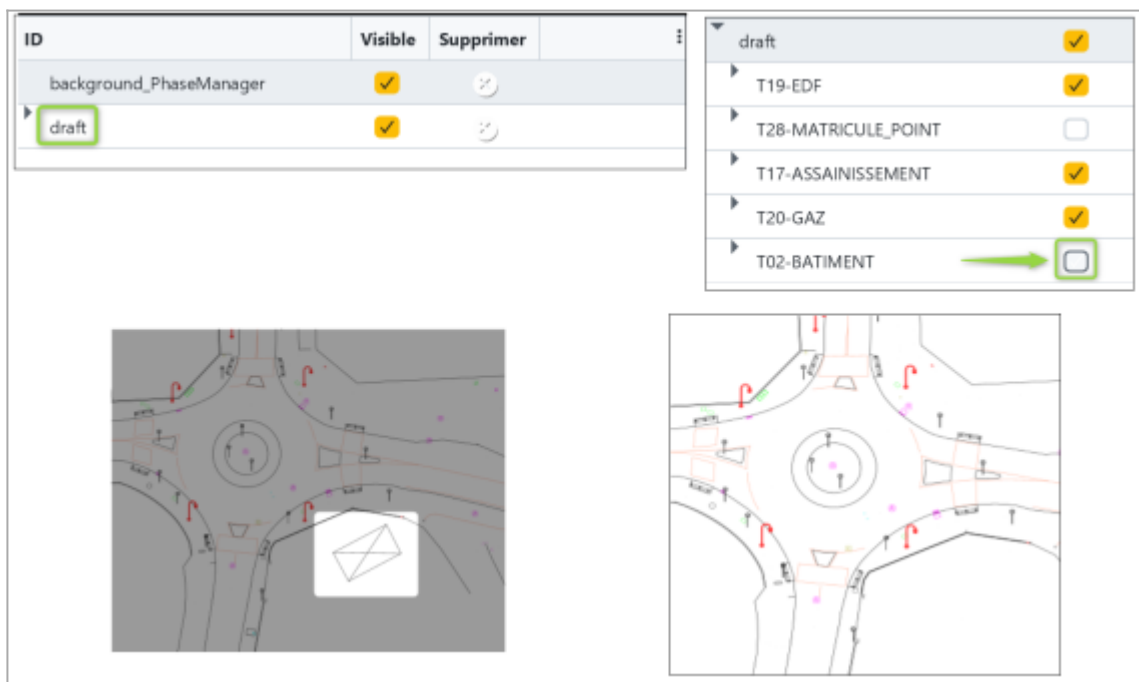 ID Visible Supprimer
background_PhaseManager
draft
draft
T19-EDF
T28-MATRICULE_POINT
T17-ASSAINISSEMENT
T20-GAZ
T02-BATIMENT